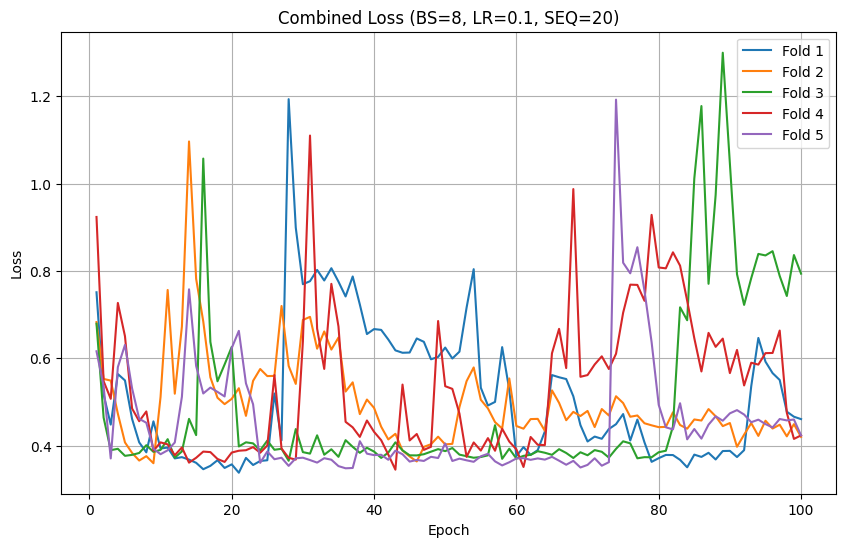 Combined Loss (BS=8, LR=0.1, SEQ=20)
Fold 1
Fold 2
Fold 3
Fold 4
Fold 5
1.2
1.0
0.8
0.6
0.4
Loss
0 20 40 60 80 100
Epoch